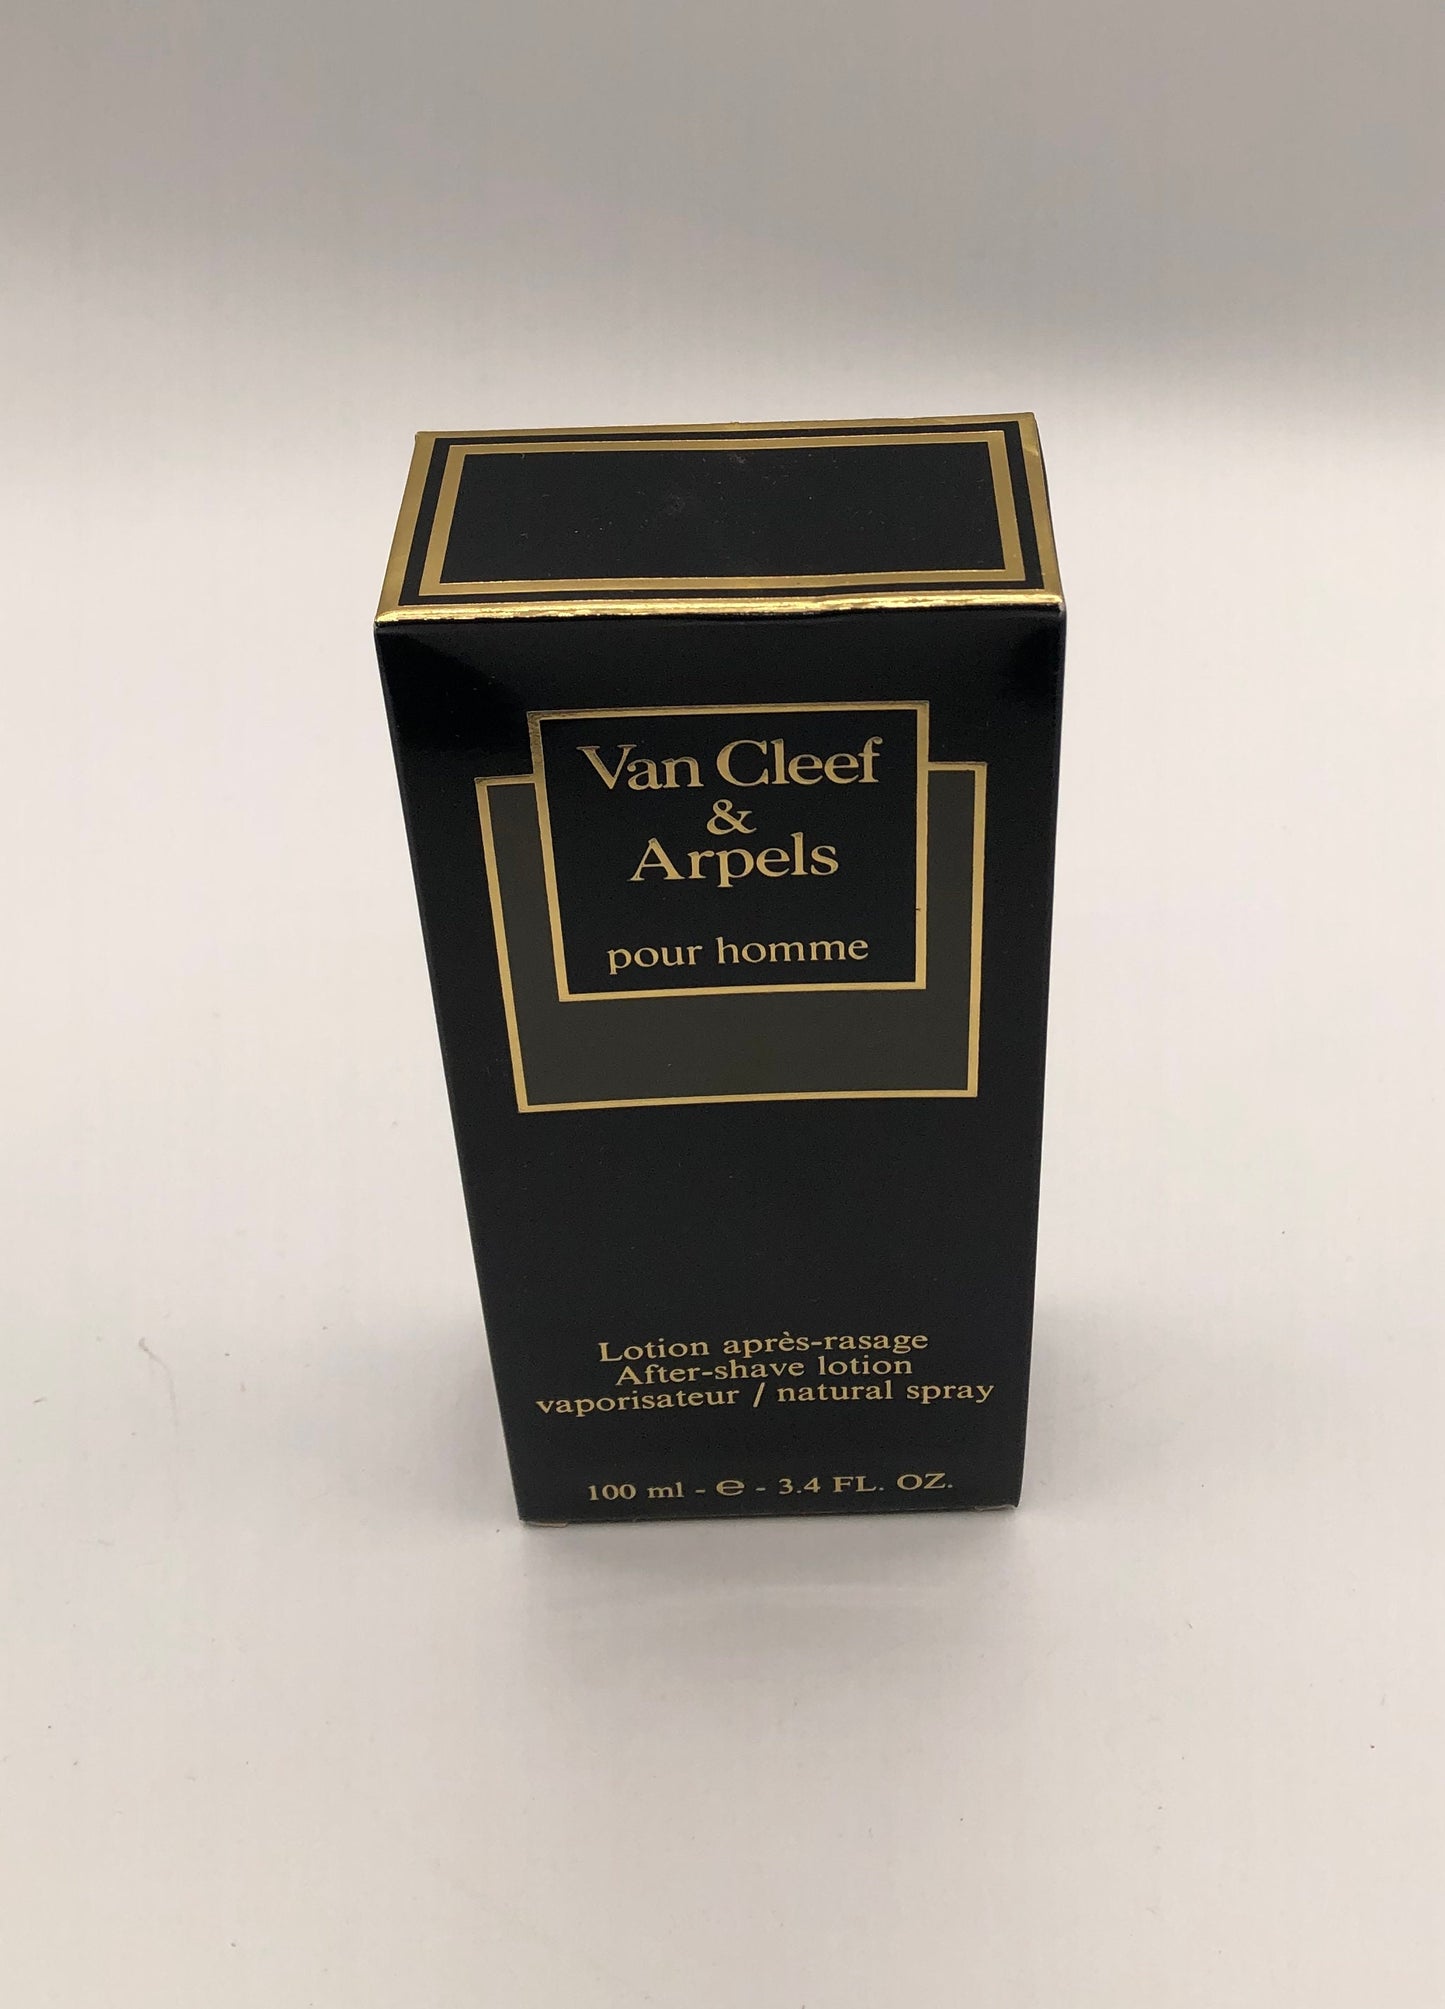 Van Cleef
&
Arpels
pour homme
Lotion après-rasage
After-shave lotion
vaporisateur / natural spray
100 ml - e - 3.4 FL. OZ.